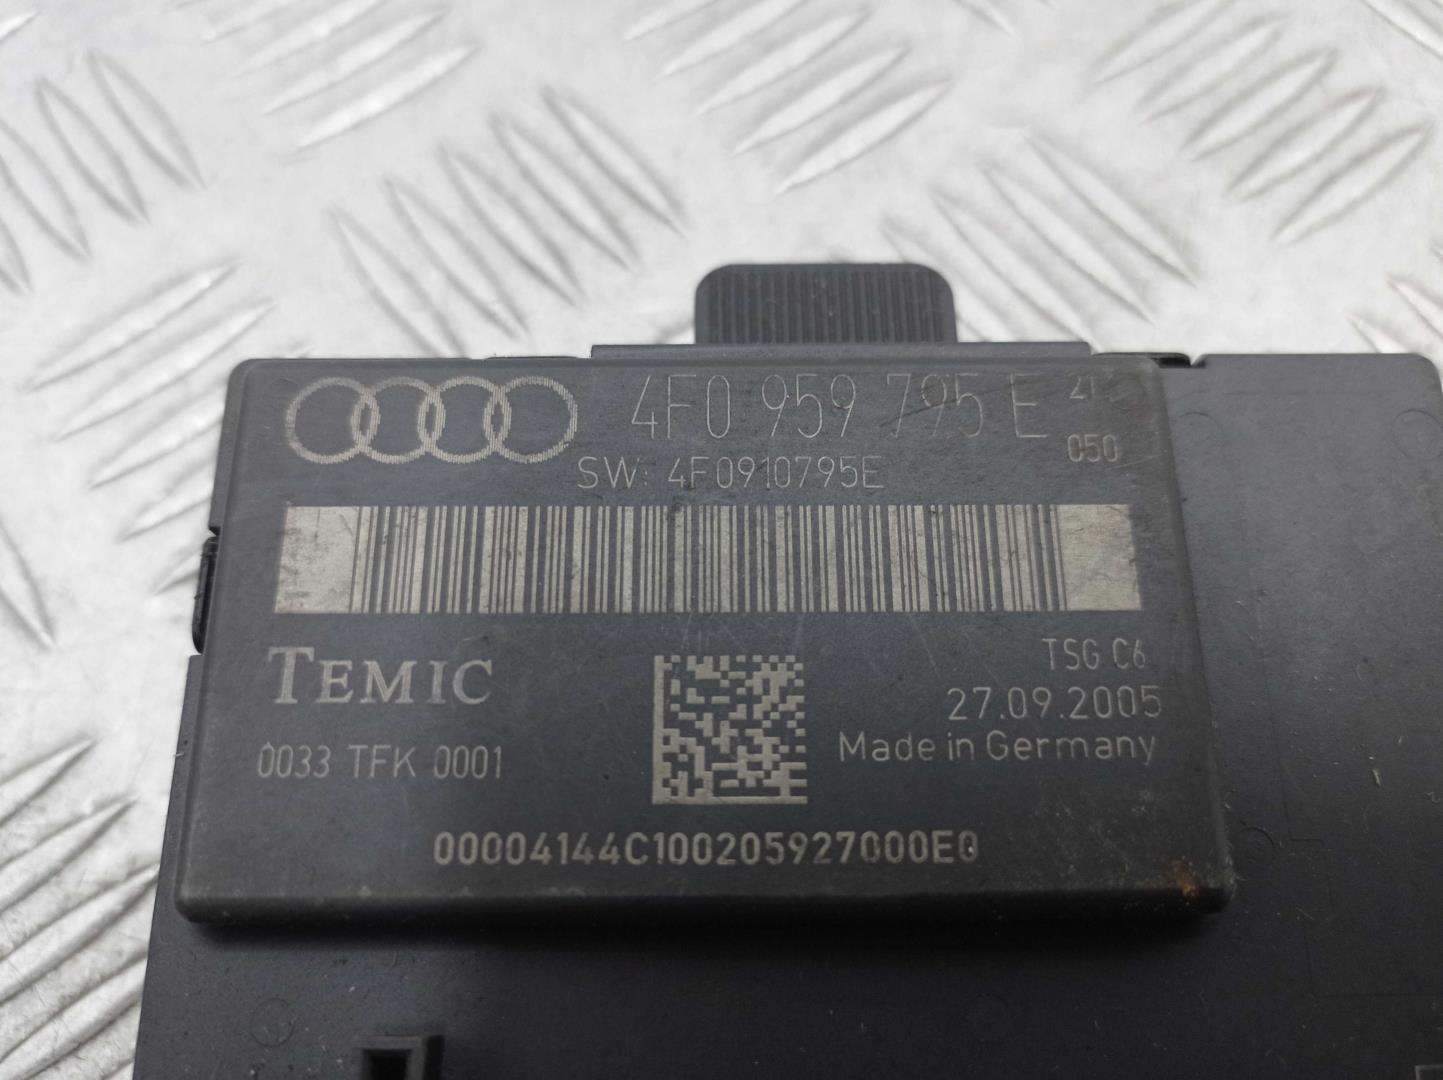 4F0 959 795 E
050
SW: 4F0910795E
TEMIC
TSG C6
27.09.2005
Made in Germany
0033 TFK 0001
00004144C100205927000E0